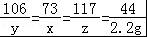 106/y = 73/x = 117/z = 44/2.2g